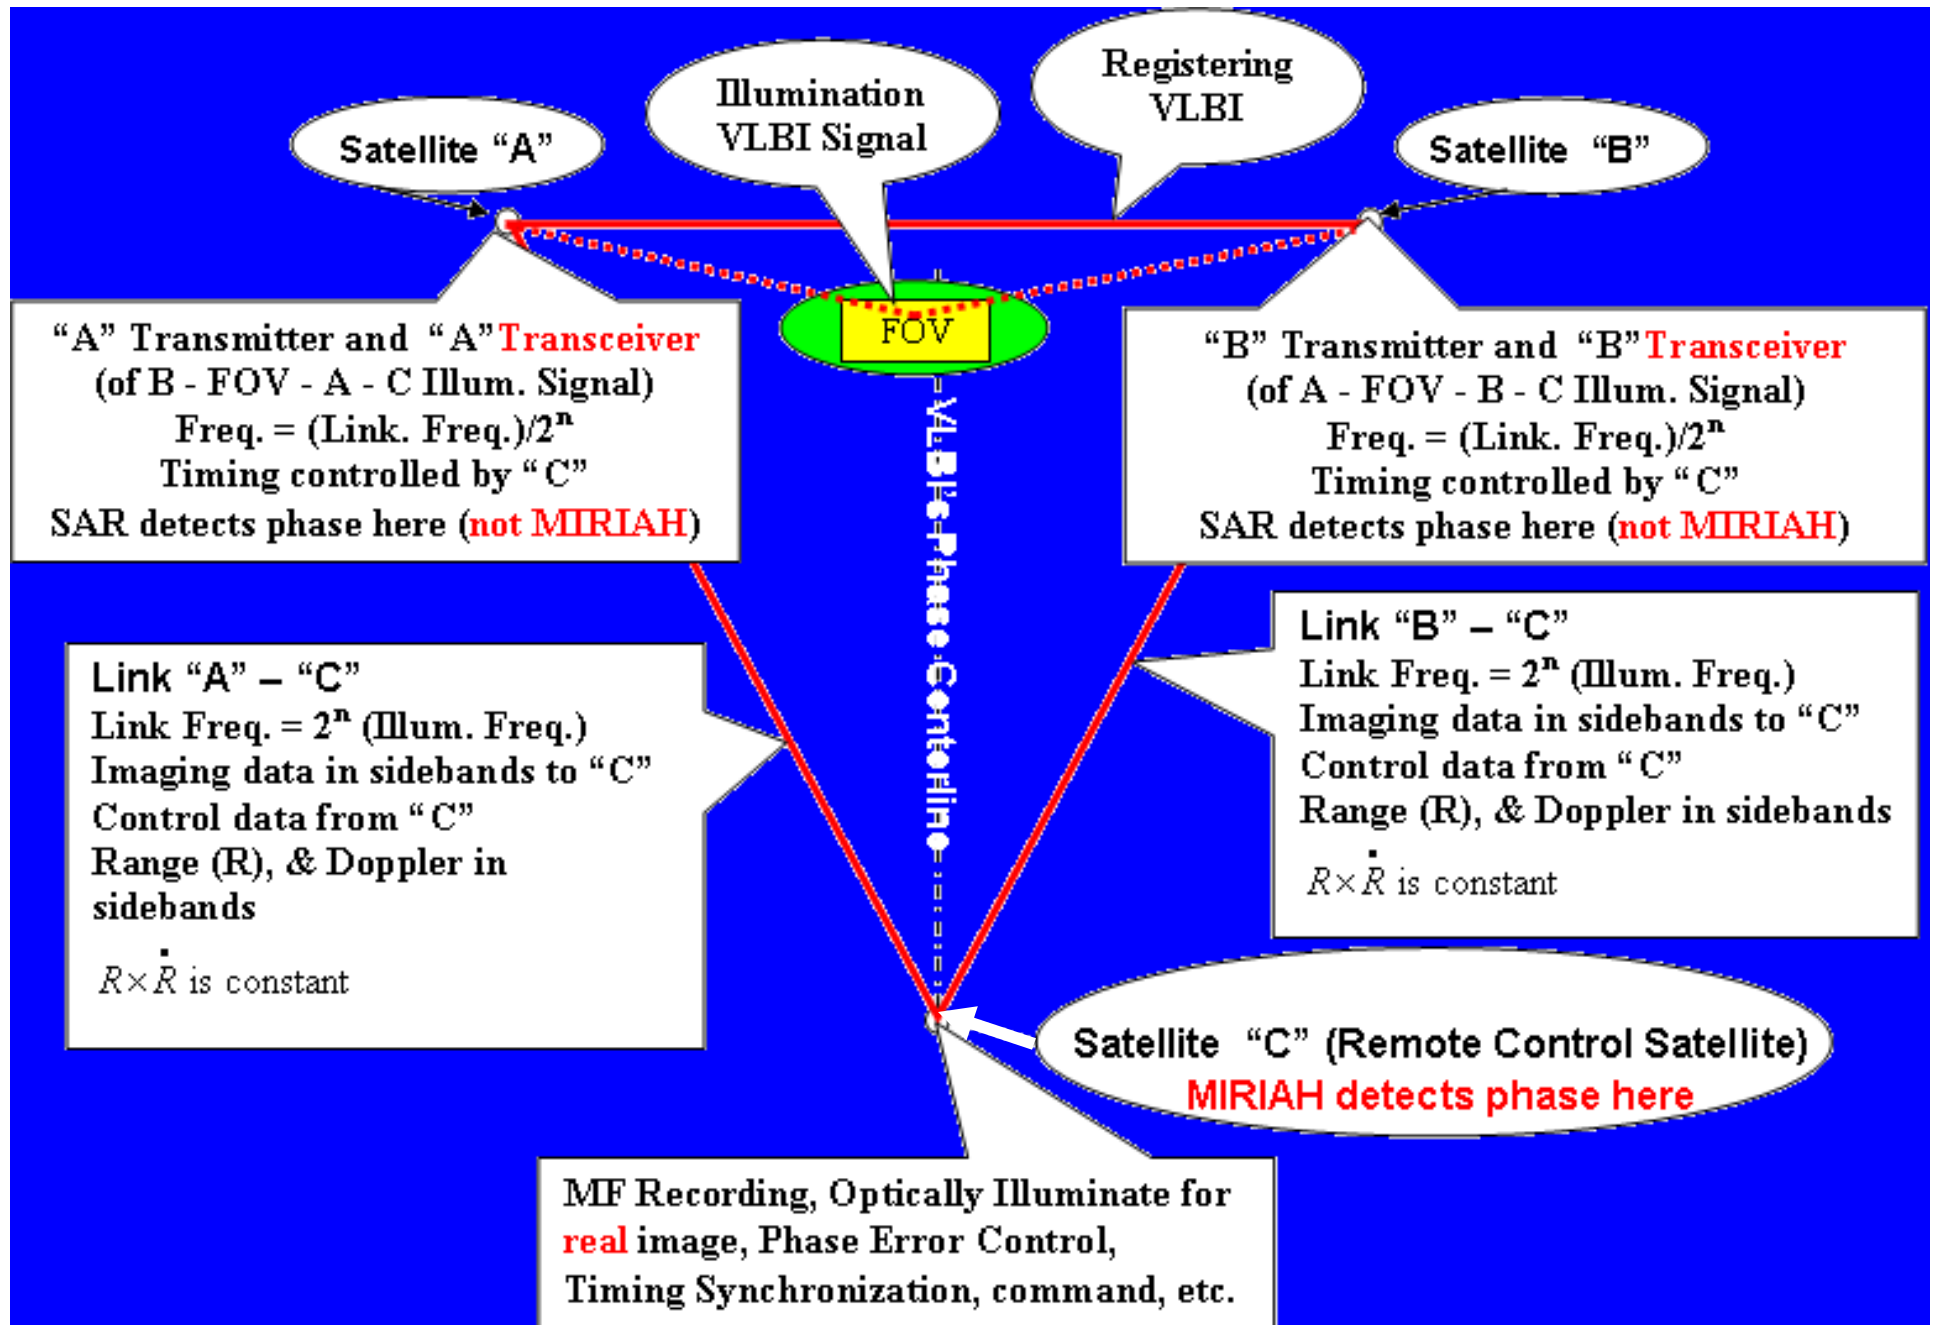 Registering
VLBI
Illumination
VLBI Signal
Satellite “A”
Satellite “B”
FOV
“A” Transmitter and “A”Transceiver
(of B - FOV - A - C Illum. Signal)
Freq. = (Link. Freq.)/2ⁿ
Timing controlled by “C”
SAR detects phase here (not MIRIAH)
“B” Transmitter and “B”Transceiver
(of A - FOV - B - C Illum. Signal)
Freq. = (Link. Freq.)/2ⁿ
Timing controlled by “C”
SAR detects phase here (not MIRIAH)
VLBI's Phase Centerline
Link “A” – “C”
Link Freq. = 2ⁿ (Illum. Freq.)
Imaging data in sidebands to “C”
Control data from “C”
Range (R), & Doppler in
sidebands
R×Ṙ is constant
Link “B” – “C”
Link Freq. = 2ⁿ (Illum. Freq.)
Imaging data in sidebands to “C”
Control data from “C”
Range (R), & Doppler in sidebands
R×Ṙ is constant
Satellite “C” (Remote Control Satellite)
MIRIAH detects phase here
MF Recording, Optically Illuminate for
real image, Phase Error Control,
Timing Synchronization, command, etc.